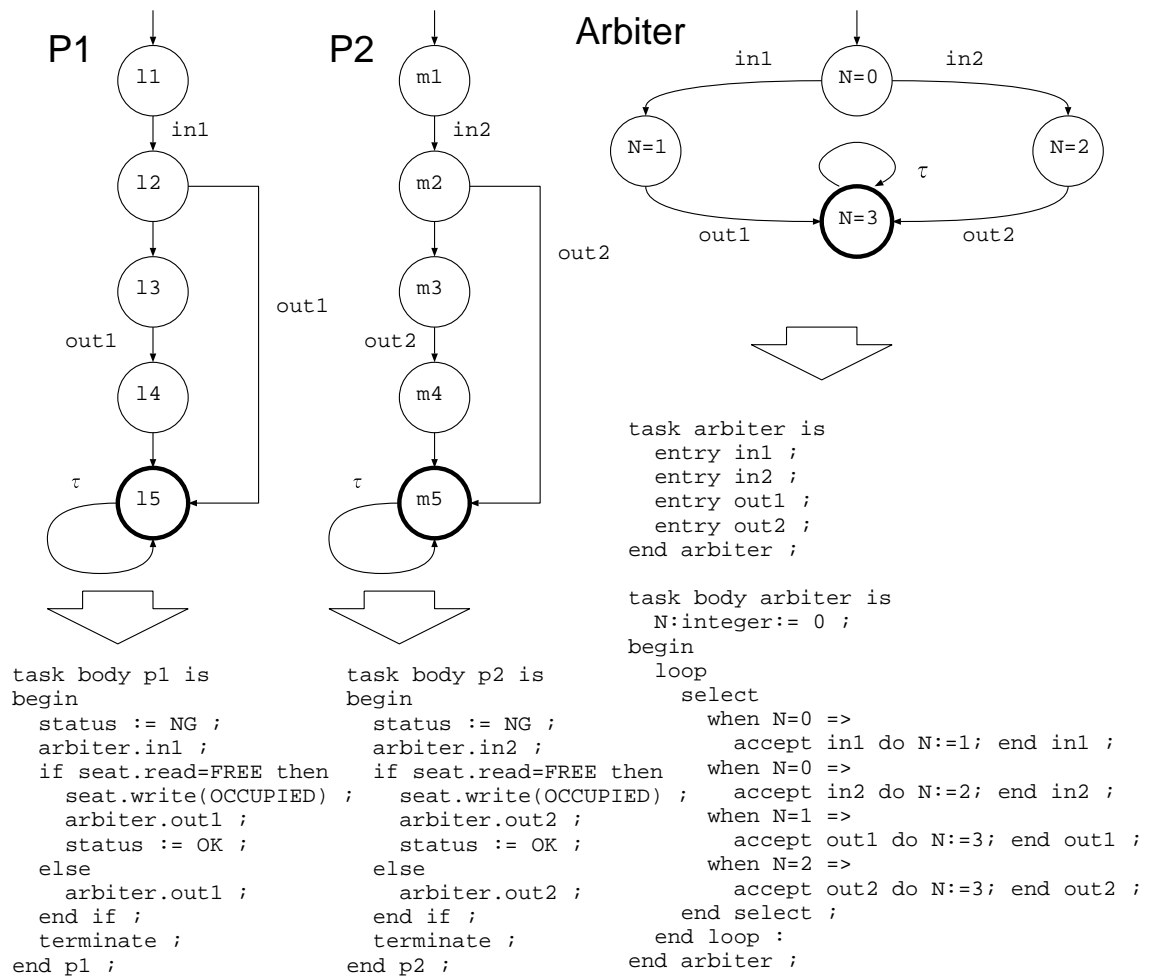 P1
l1
in1
l2
l3
out1
out1
l4
τ
l5
P2
m1
in2
m2
out2
m3
out2
m4
τ
m5
Arbiter
in1
N=0
in2
N=1
N=2
τ
N=3
out1
out2
task body p1 is
begin
status := NG ;
arbiter.in1 ;
if seat.read=FREE then
seat.write(OCCUPIED) ;
arbiter.out1 ;
status := OK ;
else
arbiter.out1 ;
end if ;
terminate ;
end p1 ;
task body p2 is
begin
status := NG ;
arbiter.in2 ;
if seat.read=FREE then
seat.write(OCCUPIED) ;
arbiter.out2 ;
status := OK ;
else
arbiter.out2 ;
end if ;
terminate ;
end p2 ;
task arbiter is
entry in1 ;
entry in2 ;
entry out1 ;
entry out2 ;
end arbiter ;
task body arbiter is
N:integer:= 0 ;
begin
loop
select
when N=0 =>
accept in1 do N:=1; end in1 ;
when N=0 =>
accept in2 do N:=2; end in2 ;
when N=1 =>
accept out1 do N:=3; end out1 ;
when N=2 =>
accept out2 do N:=3; end out2 ;
end select ;
end loop :
end arbiter ;